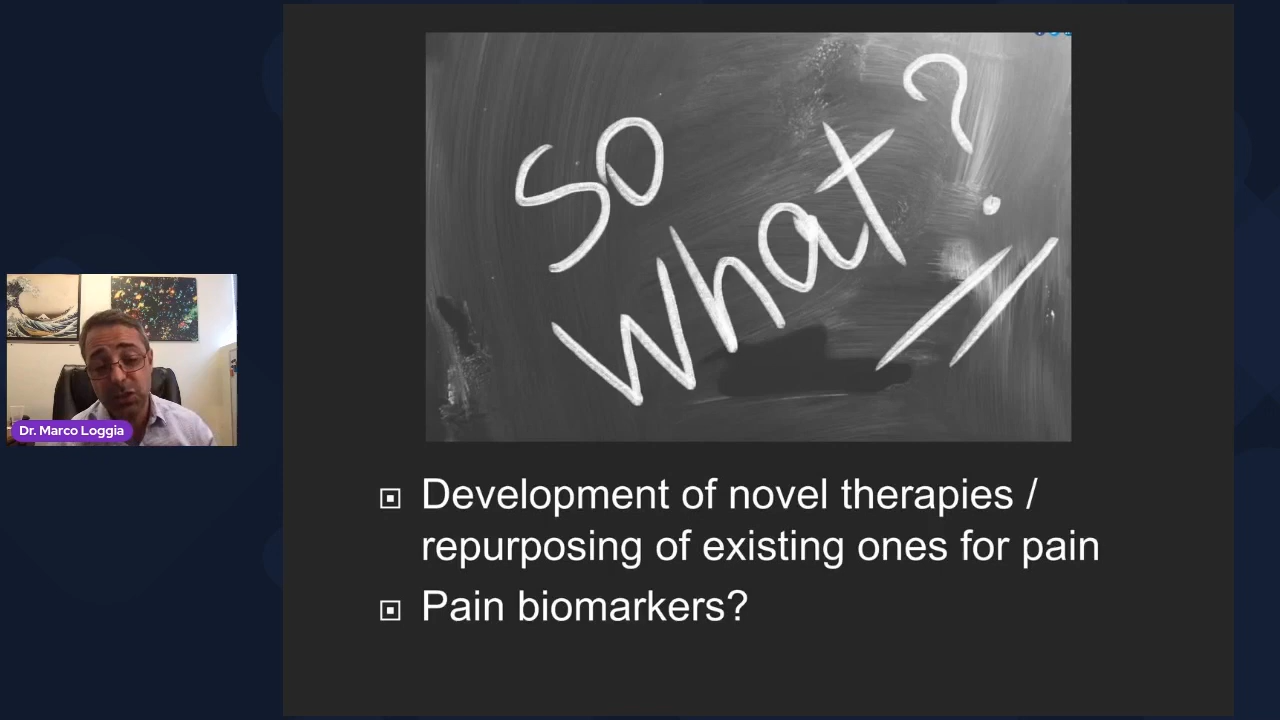 So
What?
Development of novel therapies /
repurposing of existing ones for pain
Pain biomarkers?
Dr. Marco Loggia